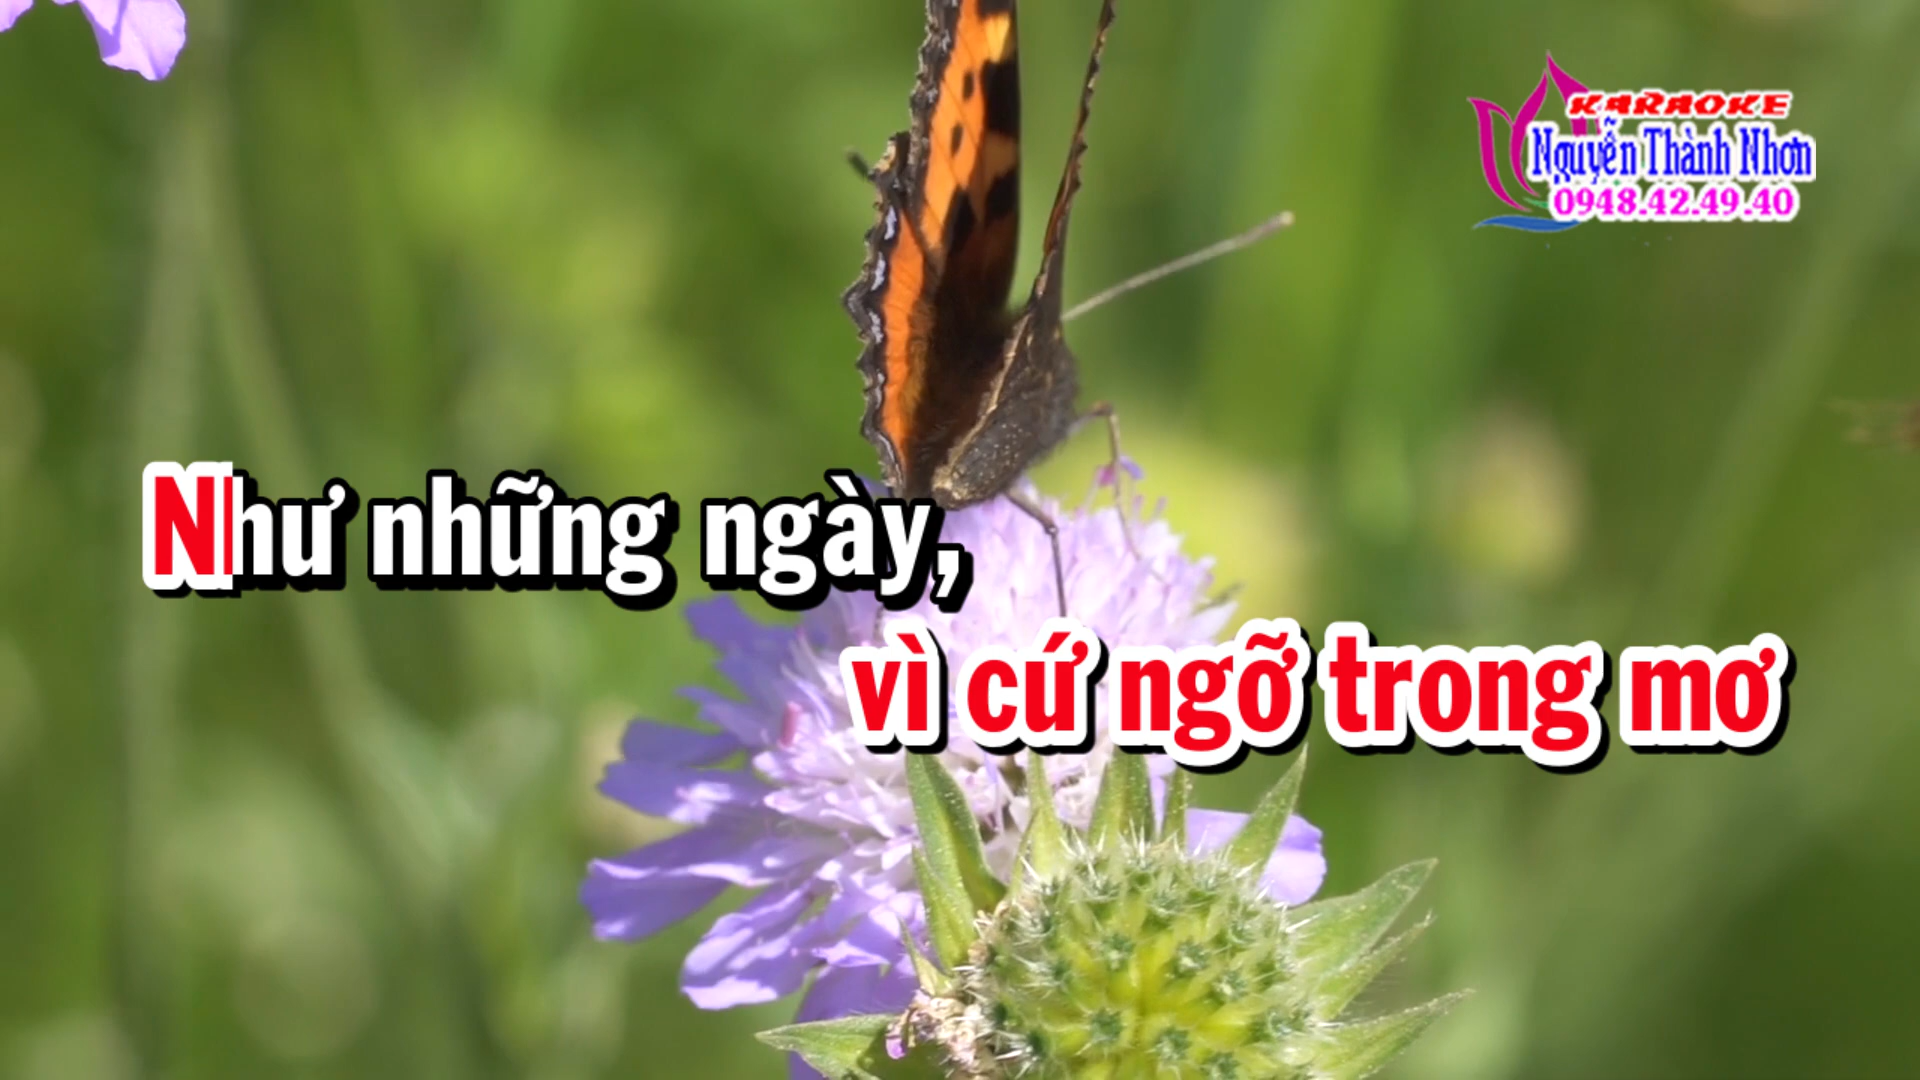 KARAOKE
Nguyễn Thành Nhơn
0948.42.49.40
Như những ngày,
vì cứ ngỡ trong mơ